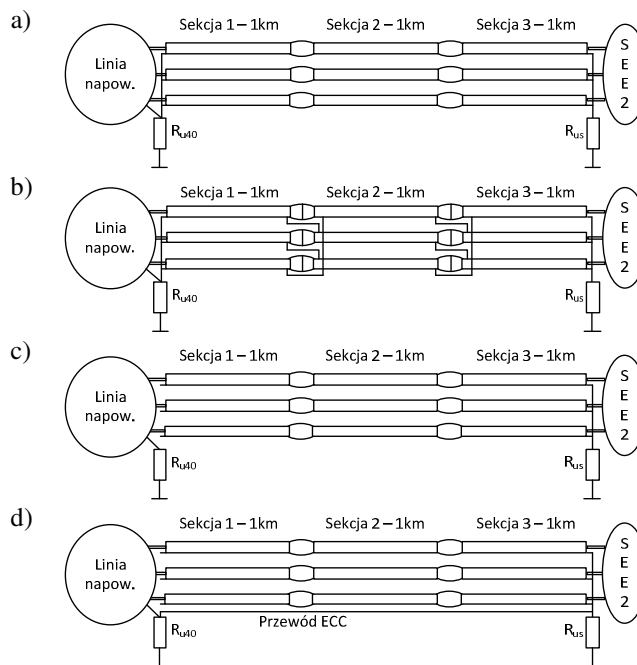 a)
Sekcja 1 – 1km Sekcja 2 – 1km Sekcja 3 – 1km
Linia
napow.
S
E
E
2
Ru40
Rus
b)
Sekcja 1 – 1km Sekcja 2 – 1km Sekcja 3 – 1km
Linia
napow.
S
E
E
2
Ru40
Rus
c)
Sekcja 1 – 1km Sekcja 2 – 1km Sekcja 3 – 1km
Linia
napow.
S
E
E
2
Ru40
Rus
d)
Sekcja 1 – 1km Sekcja 2 – 1km Sekcja 3 – 1km
Linia
napow.
S
E
E
2
Przewód ECC
Ru40
Rus